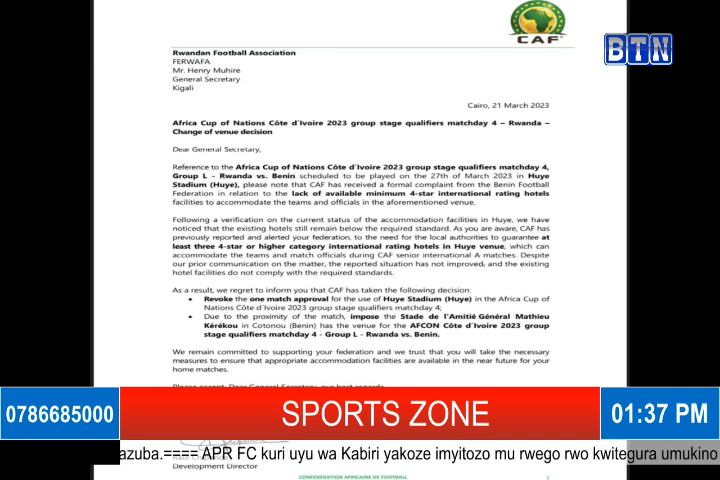 CAF
BTN
Rwandan Football Association
FERWAFA
Mr. Henry Muhire
General Secretary
Kigali
Cairo, 21 March 2023
Africa Cup of Nations Côte d´Ivoire 2023 group stage qualifiers matchday 4 – Rwanda –
Change of venue decision
Dear General Secretary,
Reference to the Africa Cup of Nations Côte d´Ivoire 2023 group stage qualifiers matchday 4,
Group L - Rwanda vs. Benin scheduled to be played on the 27th of March 2023 in Huye
Stadium (Huye), please note that CAF has received a formal complaint from the Benin Football
Federation in relation to the lack of available minimum 4-star international rating hotels
facilities to accommodate the teams and officials in the aforementioned venue.
Following a verification on the current status of the accommodation facilities in Huye, we have
noticed that the existing hotels still remain below the required standard. As you are aware, CAF has
previously reported and alerted your federation, to the need for the local authorities to guarantee at
least three 4-star or higher category international rating hotels in Huye venue, which can
accommodate the teams and match officials during CAF senior international A matches. Despite
our prior communication on the matter, the reported situation has not improved; and the existing
hotel facilities do not comply with the required standards.
As a result, we regret to inform you that CAF has taken the following decision:
• Revoke the one match approval for the use of Huye Stadium (Huye) in the Africa Cup of
Nations Côte d´Ivoire 2023 group stage qualifiers matchday 4;
• Due to the proximity of the match, impose the Stade de l'Amitié Général Mathieu
Kérékou in Cotonou (Benin) has the venue for the AFCON Côte d´Ivoire 2023 group
stage qualifiers matchday 4 - Group L - Rwanda vs. Benin.
We remain committed to supporting your federation and we trust that you will take the necessary
measures to ensure that appropriate accommodation facilities are available in the near future for your
home matches.
Please accept, Dear General Secretary, our best regards
0786685000
SPORTS ZONE
01:37 PM
azuba.==== APR FC kuri uyu wa Kabiri yakoze imyitozo mu rwego rwo kwitegura umukino
Development Director
CONFEDERATION AFRICAINE DE FOOTBALL
1